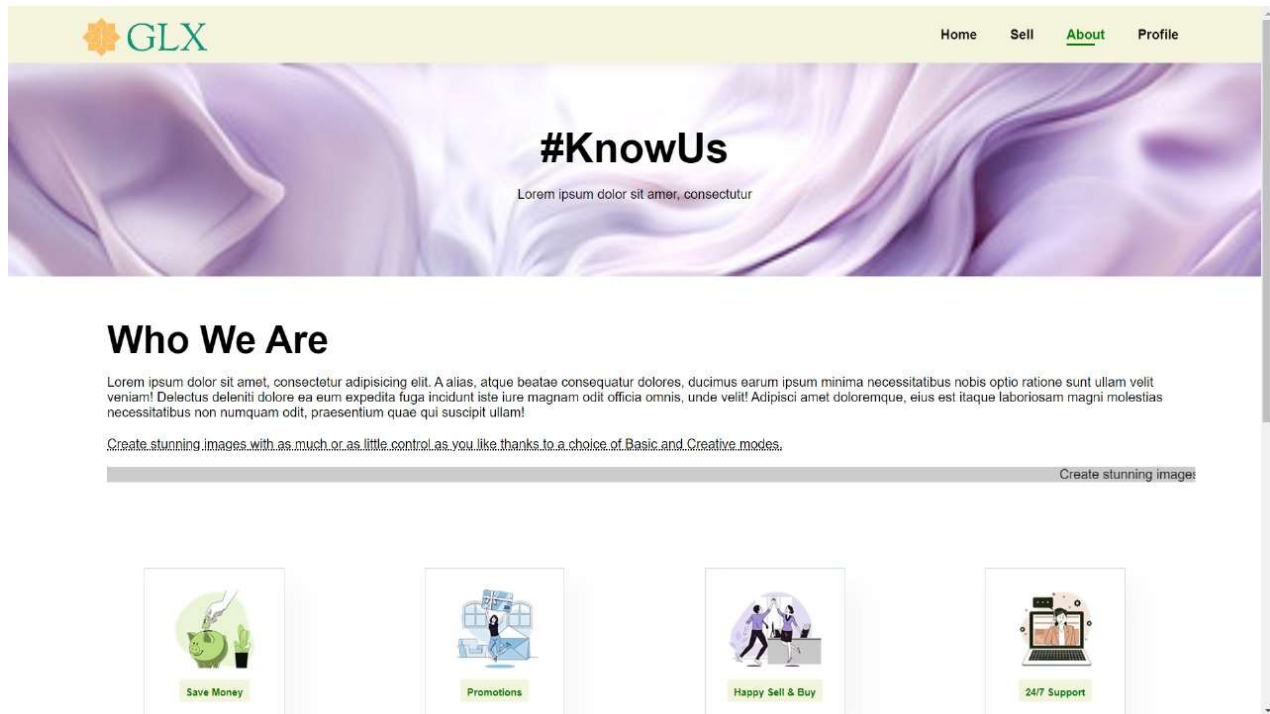 GLX
Home Sell About Profile
#KnowUs
Lorem ipsum dolor sit amer, consectutur
Who We Are
Lorem ipsum dolor sit amet, consectetur adipisicing elit. A alias, atque beatae consequatur dolores, ducimus earum ipsum minima necessitatibus nobis optio ratione sunt ullam velit
veniam! Delectus deleniti dolore ea eum expedita fuga incidunt iste iure magnam odit officia omnis, unde velit! Adipisci amet doloremque, eius est itaque laboriosam magni molestias
necessitatibus non numquam odit, praesentium quae qui suscipit ullam!
Create stunning images with as much or as little control as you like thanks to a choice of Basic and Creative modes.
Create stunning images
Save Money
Promotions
Happy Sell & Buy
24/7 Support